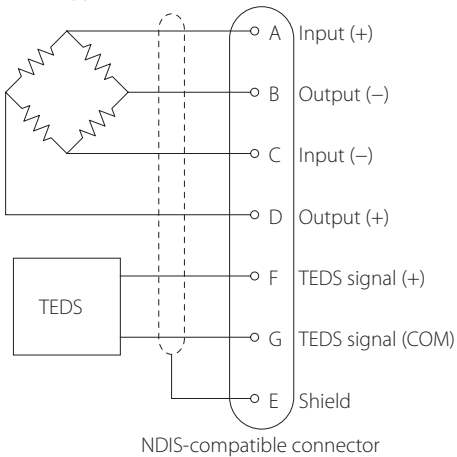 A Input (+)
B Output (−)
C Input (−)
D Output (+)
F TEDS signal (+)
TEDS
G TEDS signal (COM)
E Shield
NDIS-compatible connector